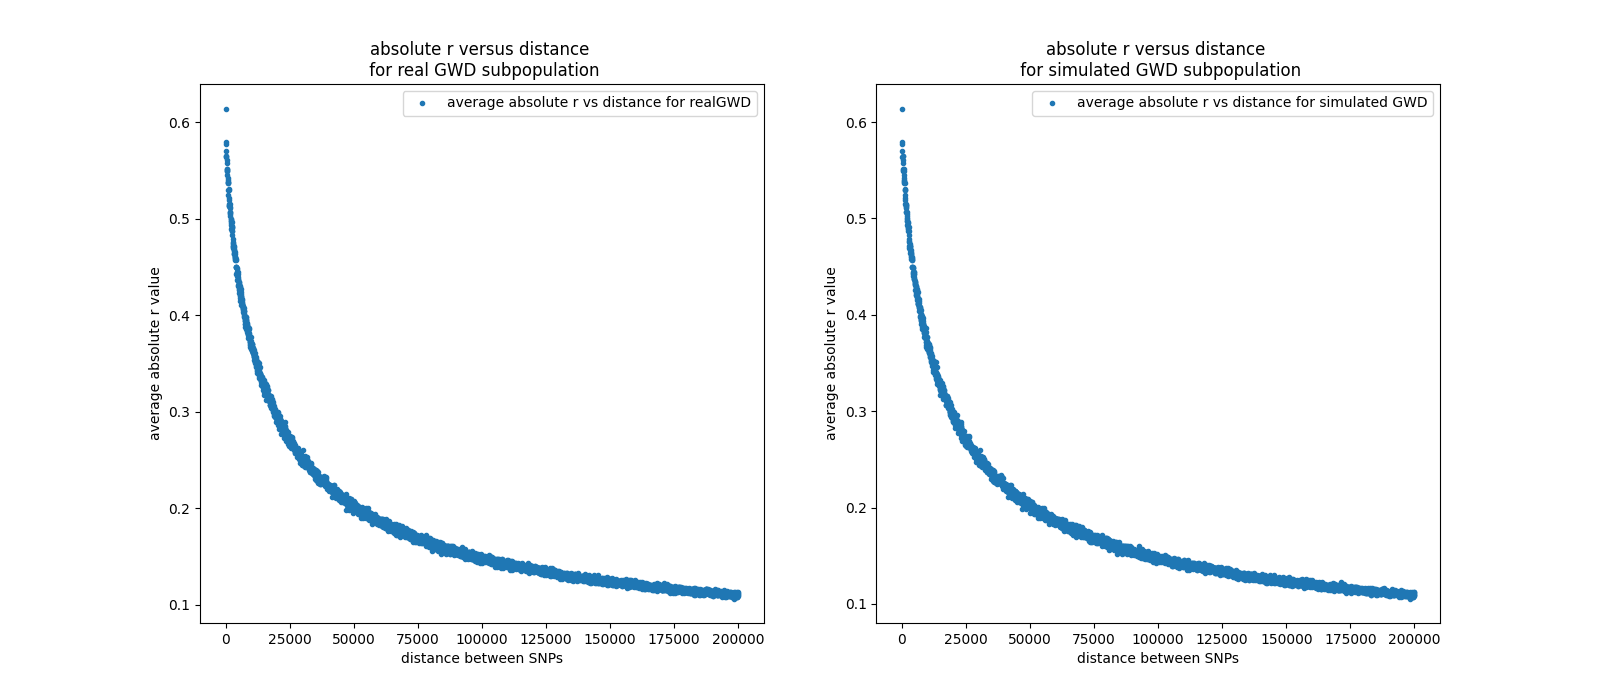 absolute r versus distance
for real GWD subpopulation
average absolute r vs distance for realGWD
0.6
0.5
0.4
0.3
0.2
0.1
average absolute r value
0 25000 50000 75000 100000 125000 150000 175000 200000
distance between SNPs
absolute r versus distance
for simulated GWD subpopulation
average absolute r vs distance for simulated GWD
0.6
0.5
0.4
0.3
0.2
0.1
average absolute r value
0 25000 50000 75000 100000 125000 150000 175000 200000
distance between SNPs